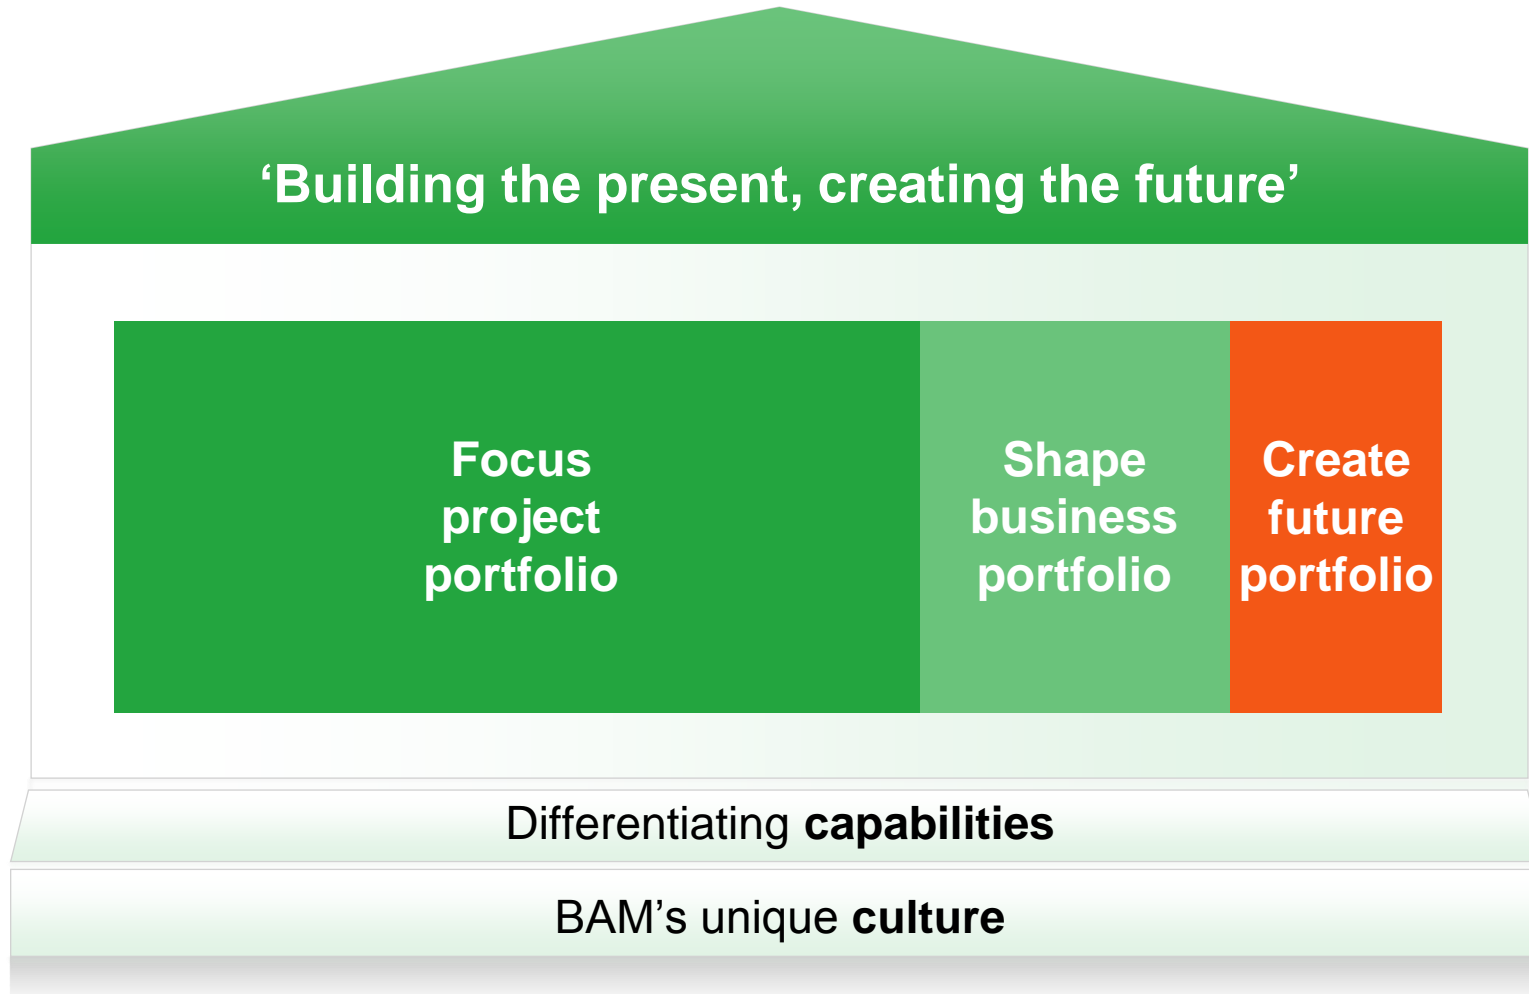 ‘Building the present, creating the future’
Focus
project
portfolio
Shape
business
portfolio
Create
future
portfolio
Differentiating capabilities
BAM’s unique culture